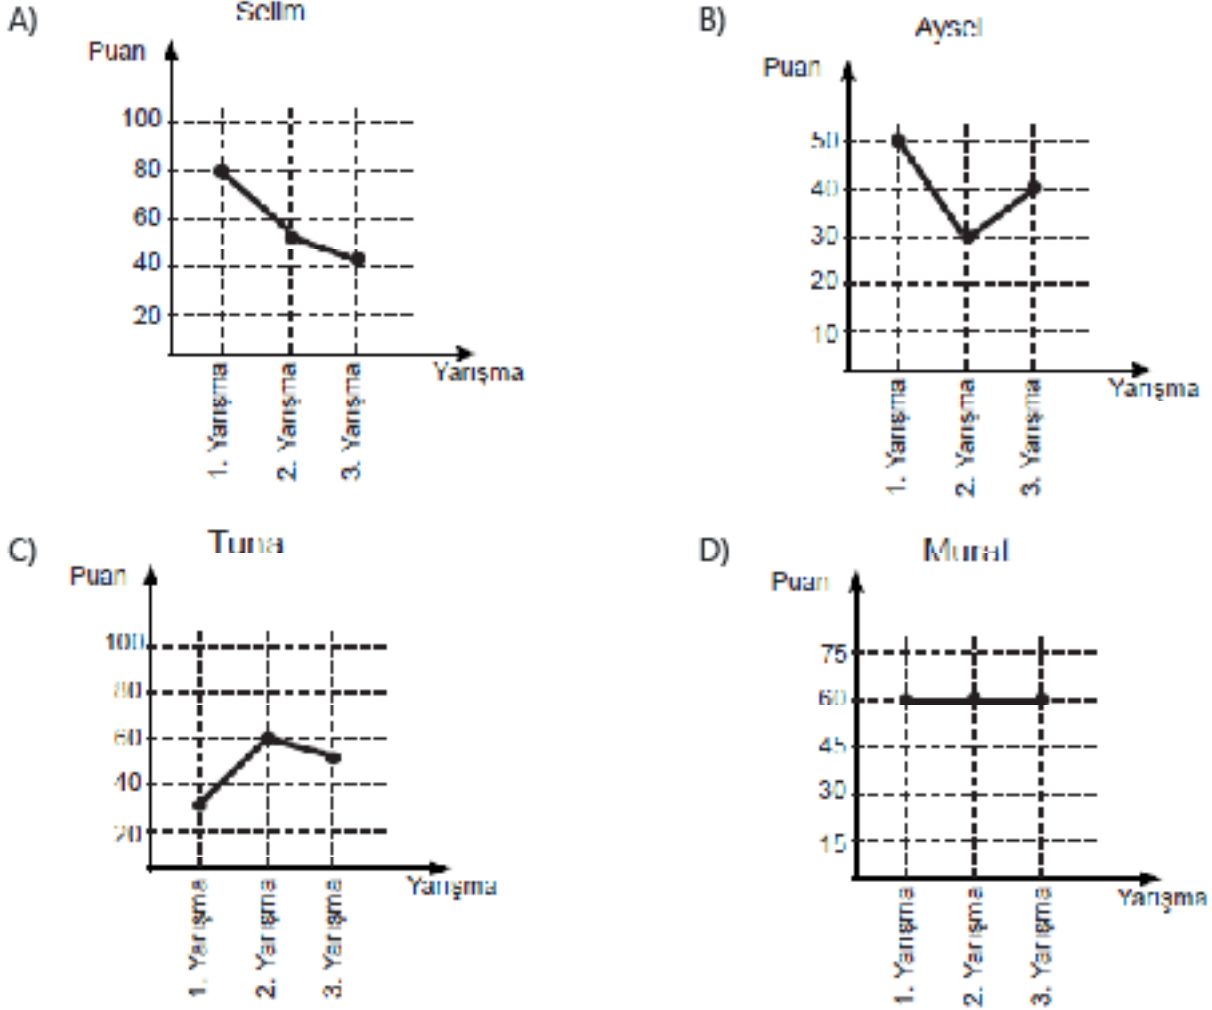 A)
Selim
Puan
100
80
60
40
20
Yarışma
1. Yarışma
2. Yarışma
3. Yarışma
B)
Aysel
Puan
50
40
30
20
10
Yarışma
1. Yarışma
2. Yarışma
3. Yarışma
C)
Tuna
Puan
100
80
60
40
20
Yarışma
1. Yarışma
2. Yarışma
3. Yarışma
D)
Murat
Puan
75
60
45
30
15
Yarışma
1. Yarışma
2. Yarışma
3. Yarışma